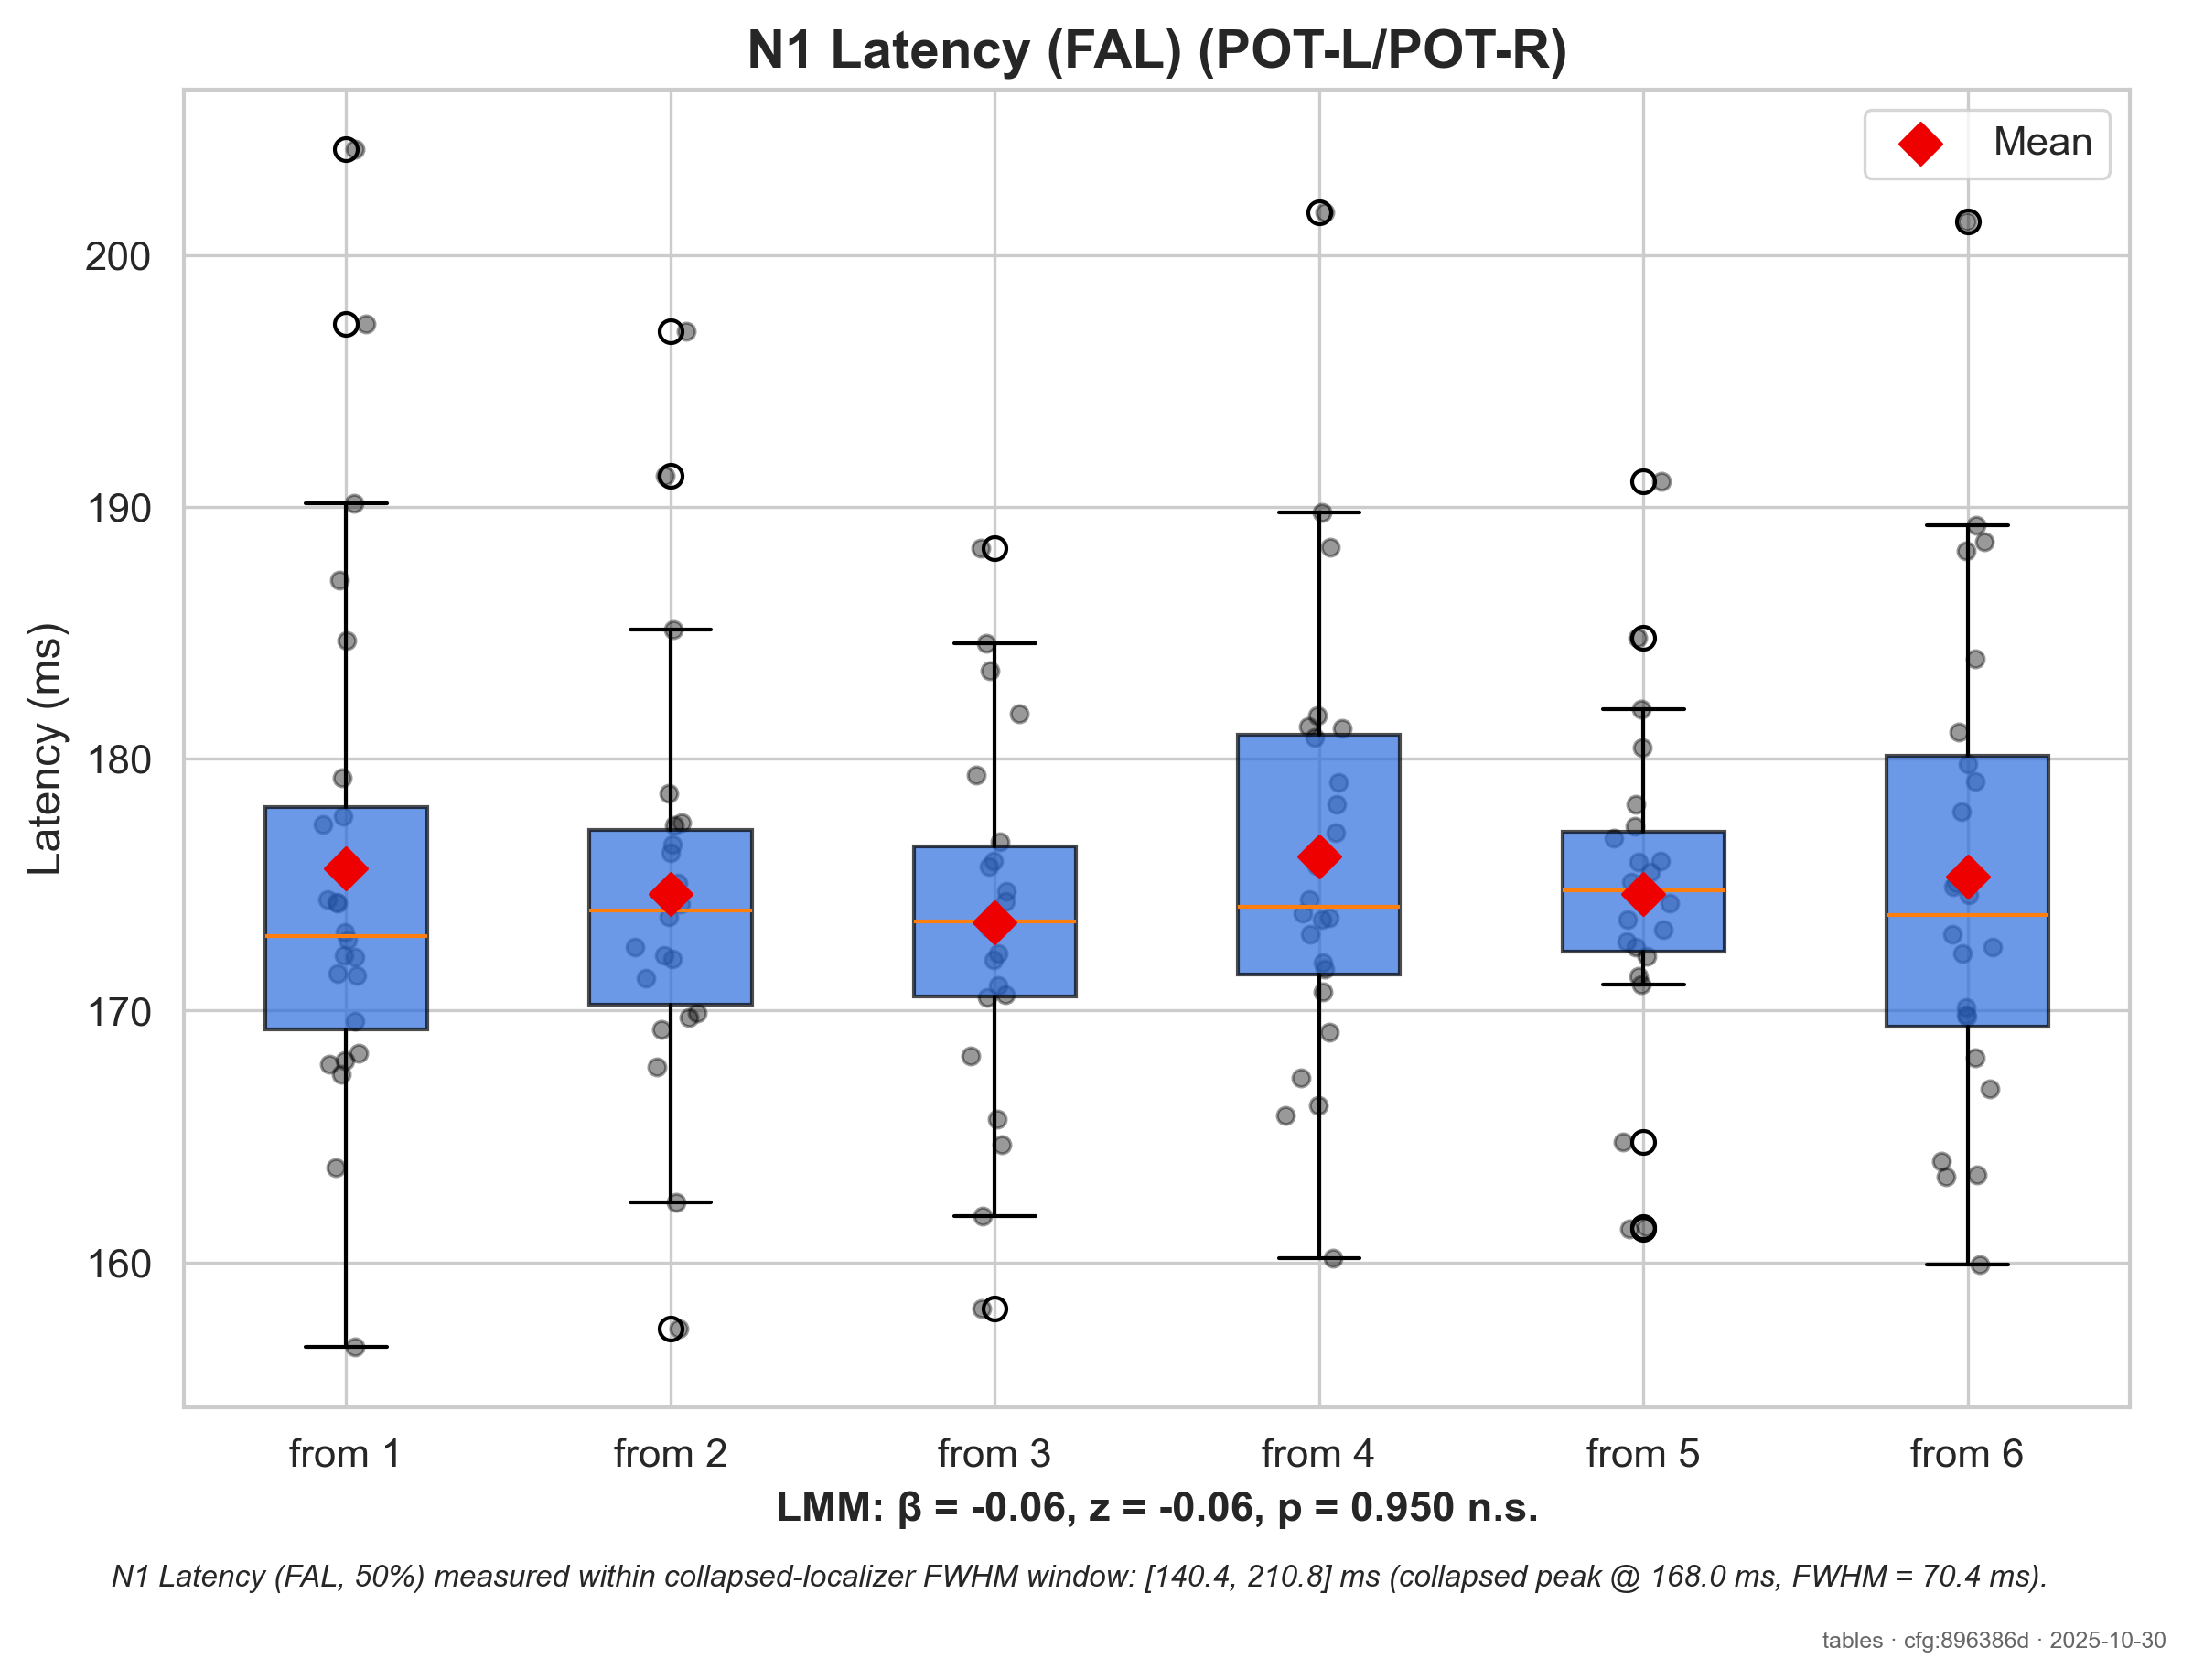 N1 Latency (FAL) (POT-L/POT-R)
Mean
Latency (ms)
200
190
180
170
160
from 1 from 2 from 3 from 4 from 5 from 6
LMM: β = -0.06, z = -0.06, p = 0.950 n.s.
N1 Latency (FAL, 50%) measured within collapsed-localizer FWHM window: [140.4, 210.8] ms (collapsed peak @ 168.0 ms, FWHM = 70.4 ms).
tables · cfg:896386d · 2025-10-30